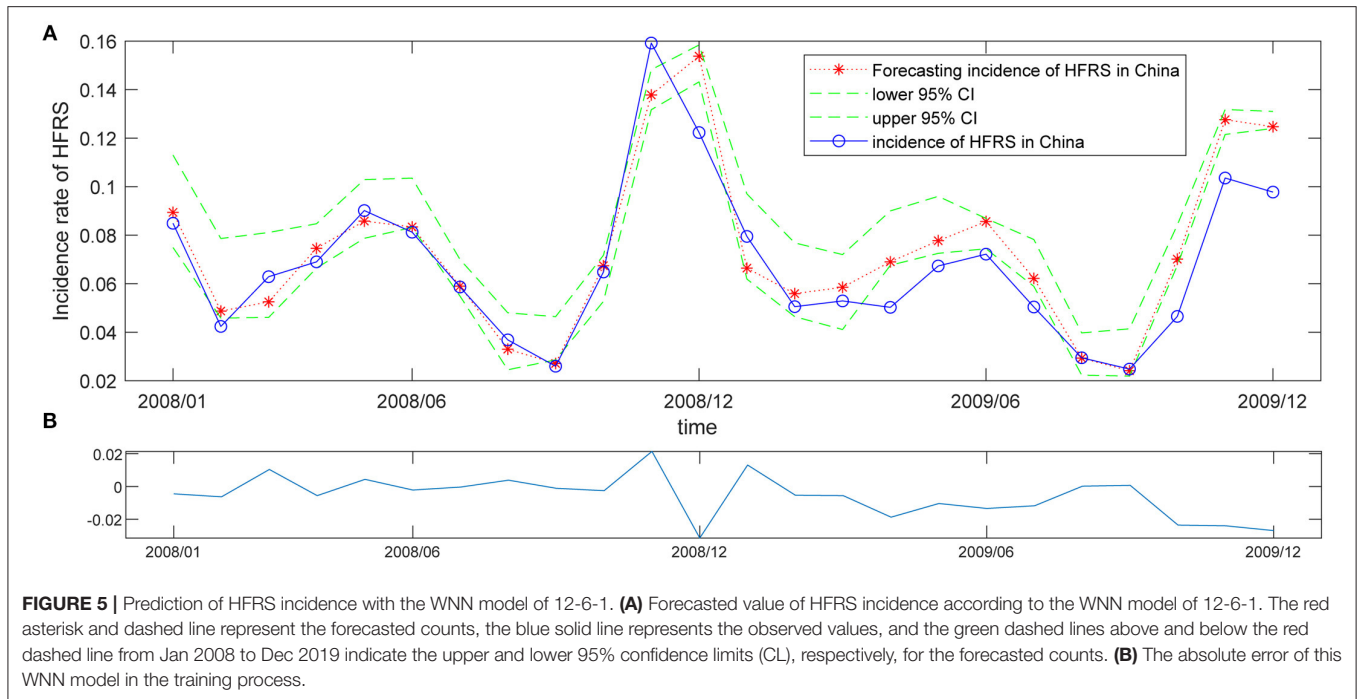 A
Incidence rate of HFRS
0.16
0.14
0.12
0.1
0.08
0.06
0.04
0.02
Forecasting incidence of HFRS in China
lower 95% CI
upper 95% CI
incidence of HFRS in China
2008/01 2008/06 2008/12 2009/06 2009/12
time
B
0.02
0
-0.02
2008/01 2008/06 2008/12 2009/06 2009/12
FIGURE 5 | Prediction of HFRS incidence with the WNN model of 12-6-1. (A) Forecasted value of HFRS incidence according to the WNN model of 12-6-1. The red
asterisk and dashed line represent the forecasted counts, the blue solid line represents the observed values, and the green dashed lines above and below the red
dashed line from Jan 2008 to Dec 2019 indicate the upper and lower 95% confidence limits (CL), respectively, for the forecasted counts. (B) The absolute error of this
WNN model in the training process.